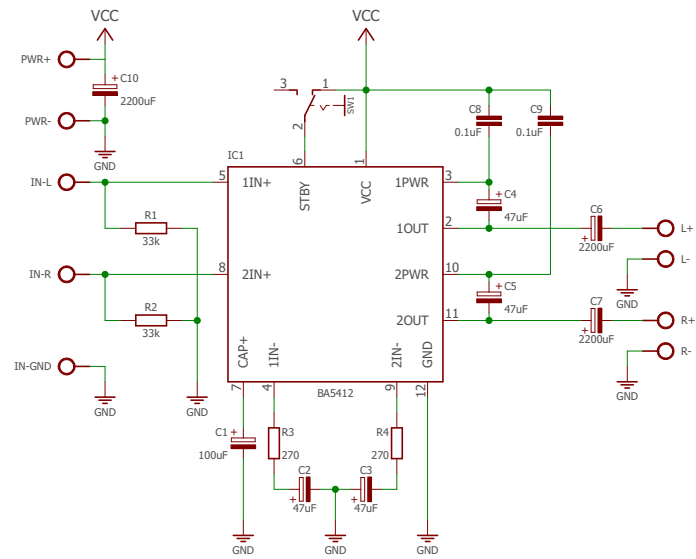 VCC
VCC
PWR+
C10
2200uF
PWR-
GND
3
1
2
SW1
C8
0.1uF
C9
0.1uF
IC1
6
1
IN-L
5
1IN+
STBY
VCC
1PWR
3
C4
47uF
R1
33k
1OUT
2
C6
2200uF
L+
L-
GND
IN-R
8
2IN+
2PWR
10
C5
47uF
R2
33k
2OUT
11
C7
2200uF
R+
R-
GND
IN-GND
GND
GND
CAP+
1IN-
2IN-
GND
7
4
BA5412
9
12
C1
100uF
R3
270
R4
270
C2
47uF
C3
47uF
GND
GND
GND